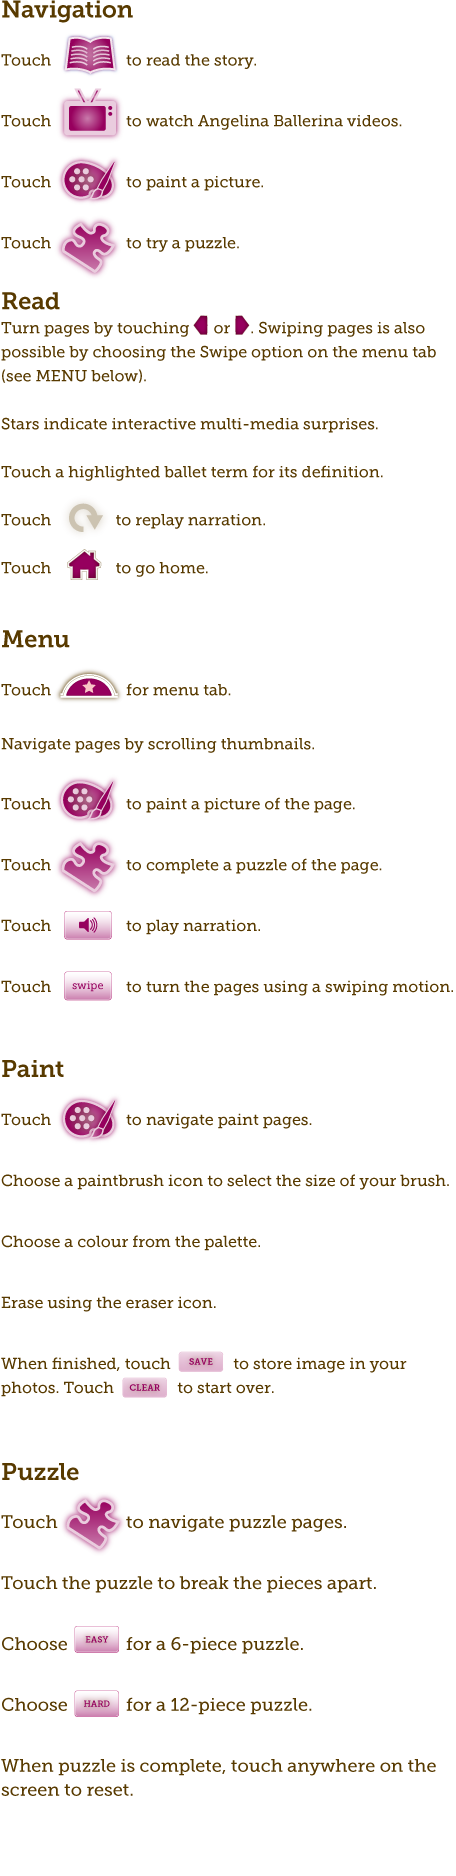 Navigation
Touch to read the story.
Touch to watch Angelina Ballerina videos.
Touch to paint a picture.
Touch to try a puzzle.
Read
Turn pages by touching or . Swiping pages is also
possible by choosing the Swipe option on the menu tab
(see MENU below).
Stars indicate interactive multi-media surprises.
Touch a highlighted ballet term for its definition.
Touch to replay narration.
Touch to go home.
Menu
Touch for menu tab.
Navigate pages by scrolling thumbnails.
Touch to paint a picture of the page.
Touch to complete a puzzle of the page.
Touch to play narration.
Touch swipe to turn the pages using a swiping motion.
Paint
Touch to navigate paint pages.
Choose a paintbrush icon to select the size of your brush.
Choose a colour from the palette.
Erase using the eraser icon.
When finished, touch SAVE to store image in your
photos. Touch CLEAR to start over.
Puzzle
Touch to navigate puzzle pages.
Touch the puzzle to break the pieces apart.
Choose EASY for a 6-piece puzzle.
Choose HARD for a 12-piece puzzle.
When puzzle is complete, touch anywhere on the
screen to reset.